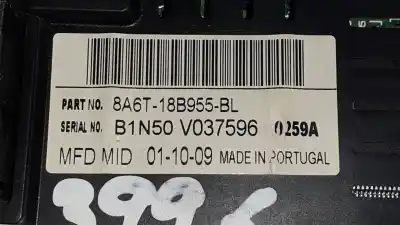 PART NO. 8A6T-18B955-BL
SERIAL NO. B1N50 V037596 0259A
MFD MID 01-10-09 MADE IN PORTUGAL